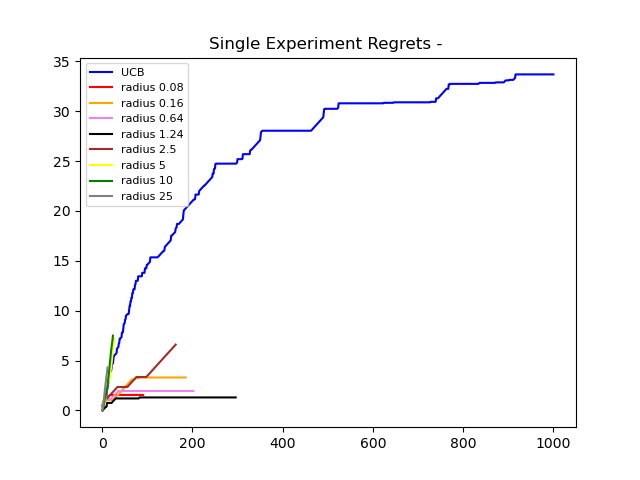 Single Experiment Regrets -
35
30
25
20
15
10
5
0
UCB
radius 0.08
radius 0.16
radius 0.64
radius 1.24
radius 2.5
radius 5
radius 10
radius 25
0 200 400 600 800 1000